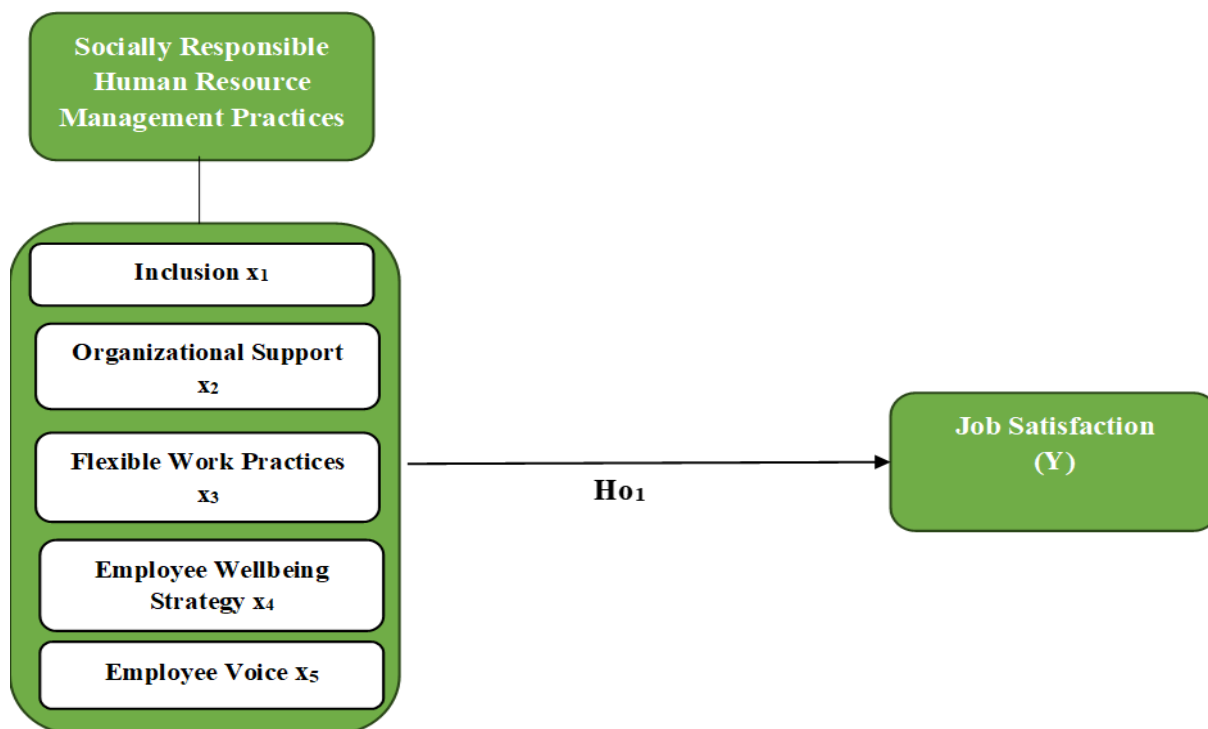 Socially Responsible
Human Resource
Management Practices
Inclusion x₁
Organizational Support
x₂
Flexible Work Practices
x₃
Employee Wellbeing
Strategy x₄
Employee Voice x₅
Ho₁
Job Satisfaction
(Y)